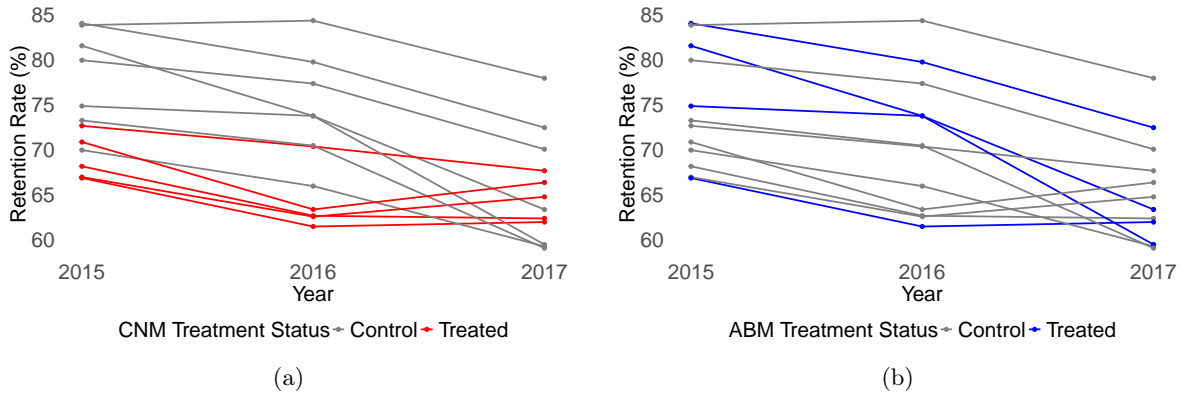 Retention Rate (%)
85
80
75
70
65
60
2015 2016 2017
Year
CNM Treatment Status Control Treated
(a)
Retention Rate (%)
85
80
75
70
65
60
2015 2016 2017
Year
ABM Treatment Status Control Treated
(b)